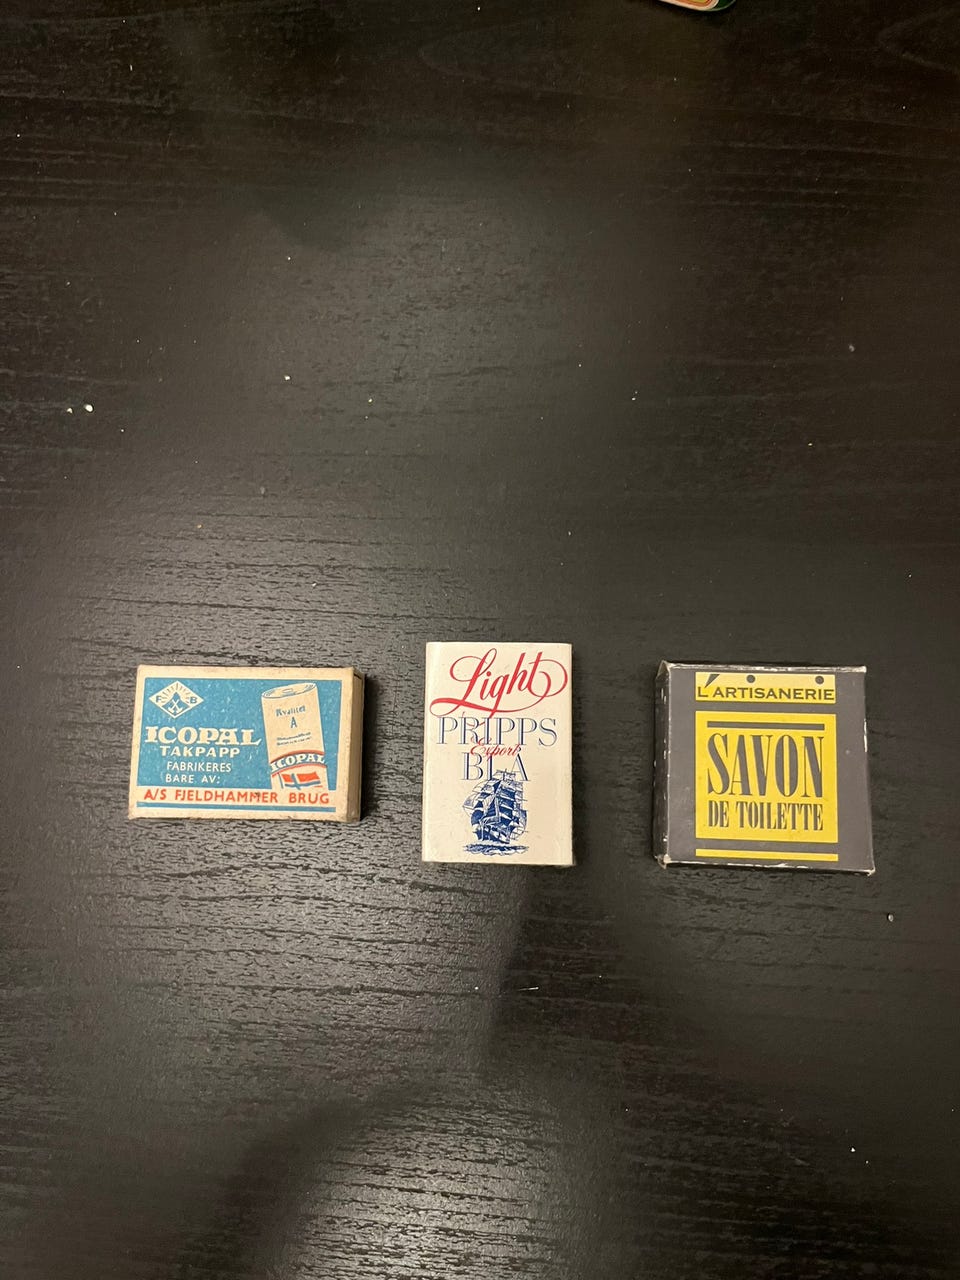 F B
ICOPAL
TAKPAPP
FABRIKERES
BARE AV:
A/S FJELDHAMMER BRUG
Kvalitet
A
ICOPAL
Light
PRIPPS
Export
BLÅ
L'ARTISANERIE
SAVON
DE TOILETTE